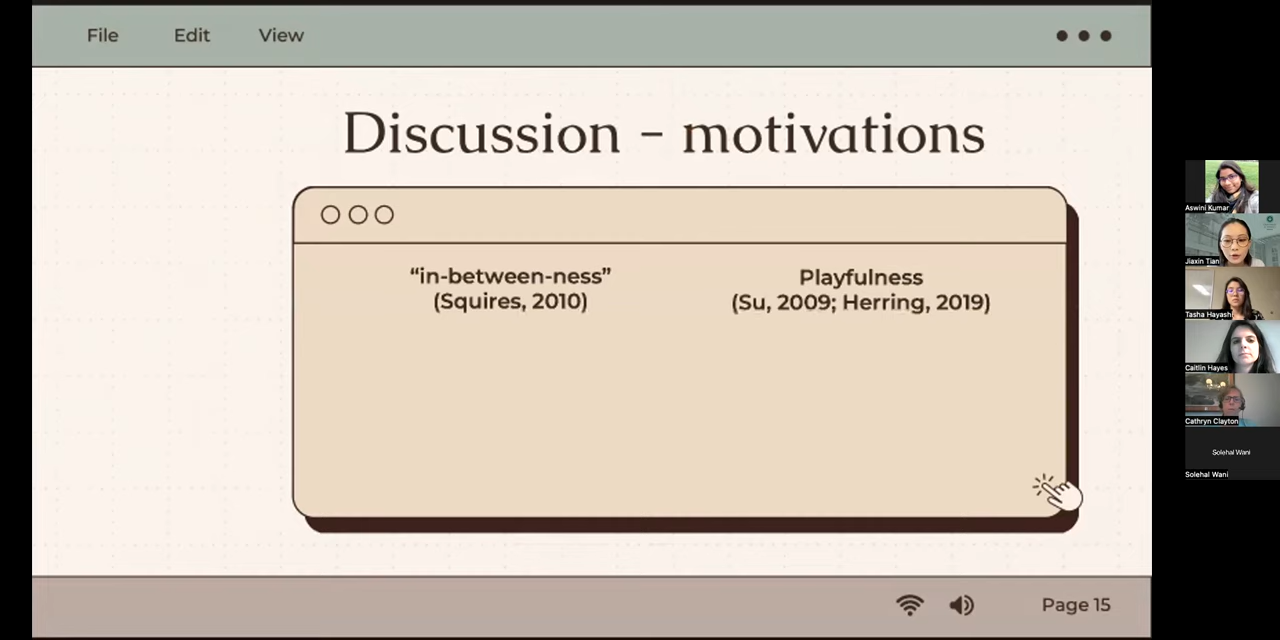 File Edit View
Discussion - motivations
“in-between-ness”
(Squires, 2010)
Playfulness
(Su, 2009; Herring, 2019)
Page 15
Aswini Kumar
Jiaxin Tian
Tasha Hayashi
Caitlin Hayes
Cathryn Clayton
Solehal Wani
Solehal Wani